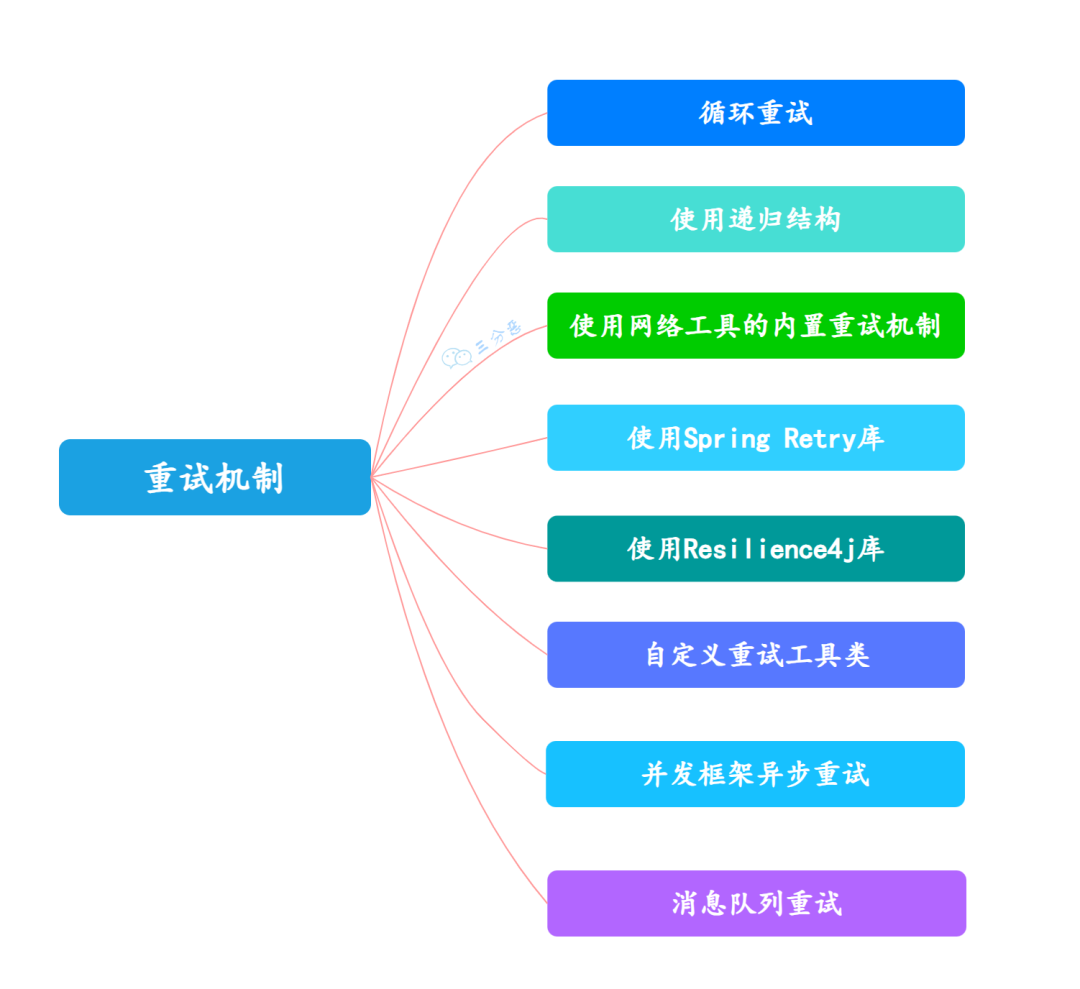 循环重试
使用递归结构
使用网络工具的内置重试机制
三分恶
使用Spring Retry库
重试机制
使用Resilience4j库
自定义重试工具类
并发框架异步重试
消息队列重试